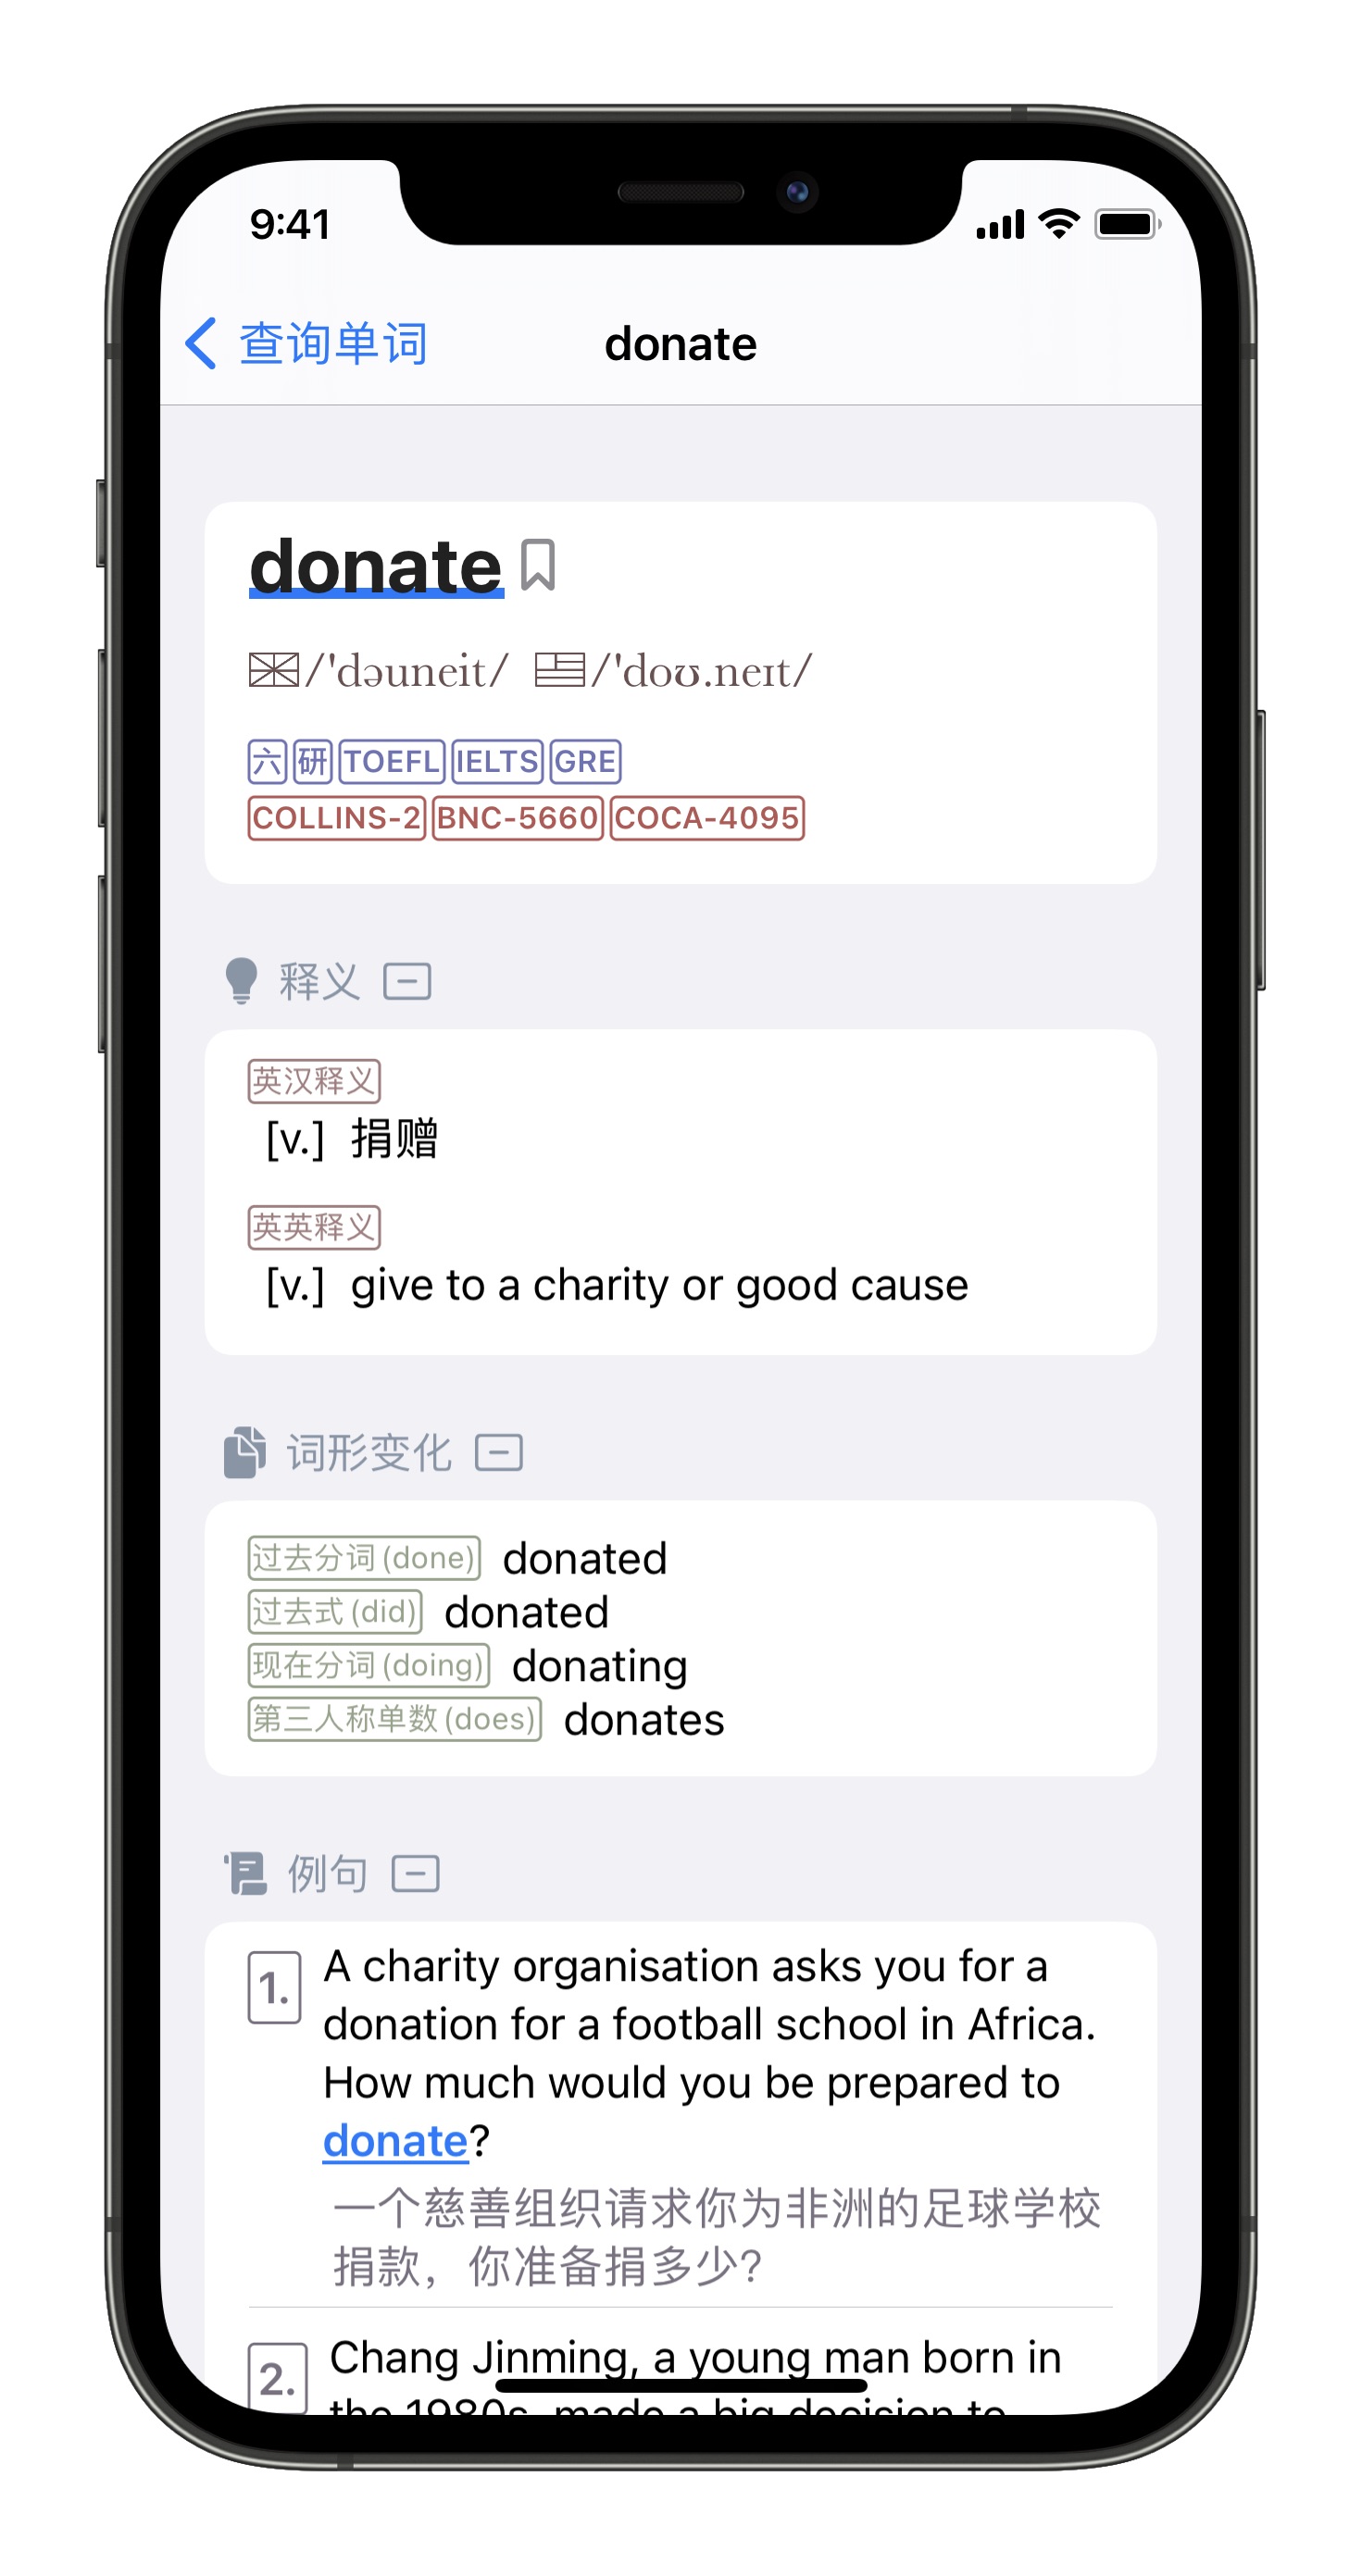 9:41
查询单词
donate
donate
/'dəuneit/ /'doʊ.neɪt/
六 研 TOEFL IELTS GRE
COLLINS-2 BNC-5660 COCA-4095
释义
英汉释义
[v.] 捐赠
英英释义
[v.] give to a charity or good cause
词形变化
过去分词(done) donated
过去式(did) donated
现在分词(doing) donating
第三人称单数(does) donates
例句
1. A charity organisation asks you for a
donation for a football school in Africa.
How much would you be prepared to
donate?
一个慈善组织请求你为非洲的足球学校
捐款，你准备捐多少?
2. Chang Jinming, a young man born in
the 1980s, made a big decision to